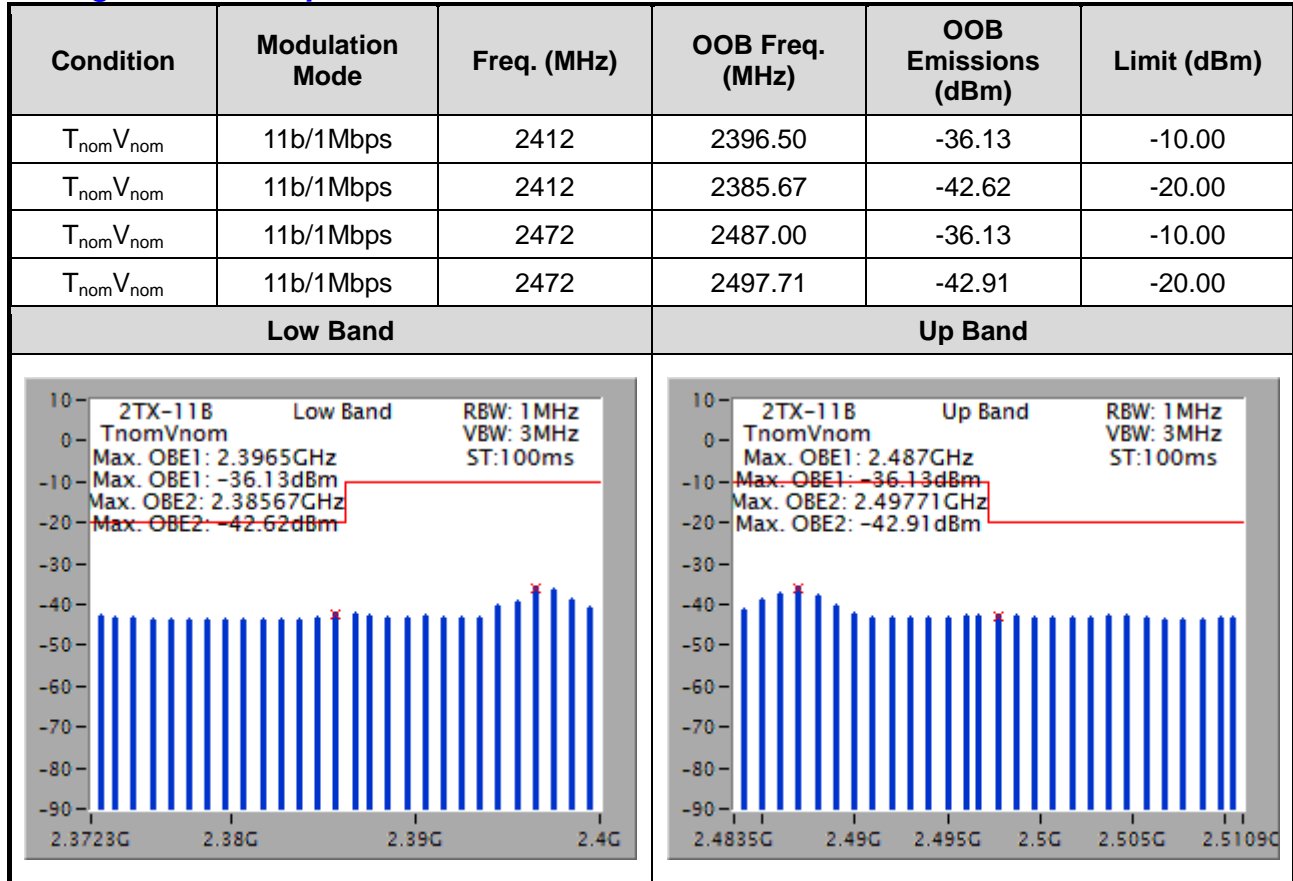 Condition Modulation Mode Freq. (MHz) OOB Freq. (MHz) OOB Emissions (dBm) Limit (dBm)
TnomVnom 11b/1Mbps 2412 2396.50 -36.13 -10.00
TnomVnom 11b/1Mbps 2412 2385.67 -42.62 -20.00
TnomVnom 11b/1Mbps 2472 2487.00 -36.13 -10.00
TnomVnom 11b/1Mbps 2472 2497.71 -42.91 -20.00
Low Band Up Band
2TX-11B Low Band RBW: 1MHz
TnomVnom VBW: 3MHz
Max. OBE1: 2.3965GHz ST:100ms
Max. OBE1: -36.13dBm
Max. OBE2: 2.38567GHz
Max. OBE2: -42.62dBm
10
0
-10
-20
-30
-40
-50
-60
-70
-80
-90
2.3723G 2.38G 2.39G 2.4G
2TX-11B Up Band RBW: 1MHz
TnomVnom VBW: 3MHz
Max. OBE1: 2.487GHz ST:100ms
Max. OBE1: -36.13dBm
Max. OBE2: 2.49771GHz
Max. OBE2: -42.91dBm
10
0
-10
-20
-30
-40
-50
-60
-70
-80
-90
2.4835G 2.49G 2.495G 2.5G 2.505G 2.5109G